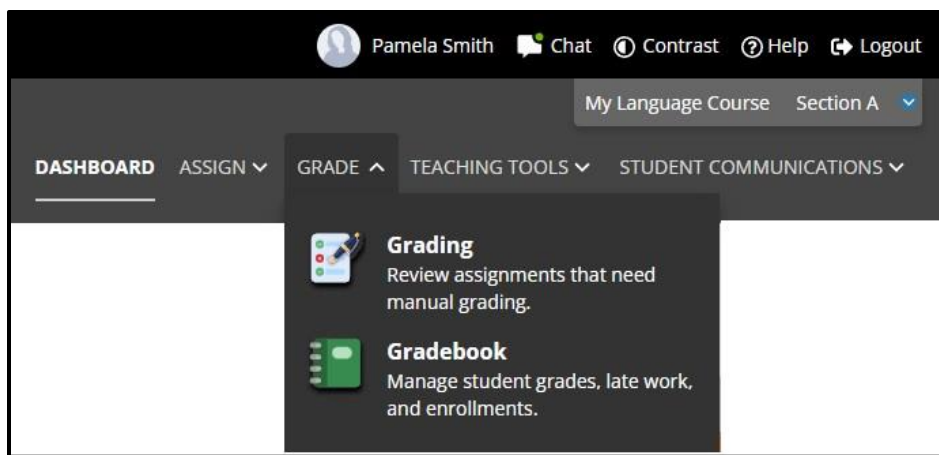 Pamela Smith Chat Contrast Help Logout
My Language Course Section A
DASHBOARD ASSIGN GRADE TEACHING TOOLS STUDENT COMMUNICATIONS
Grading
Review assignments that need
manual grading.
Gradebook
Manage student grades, late work,
and enrollments.